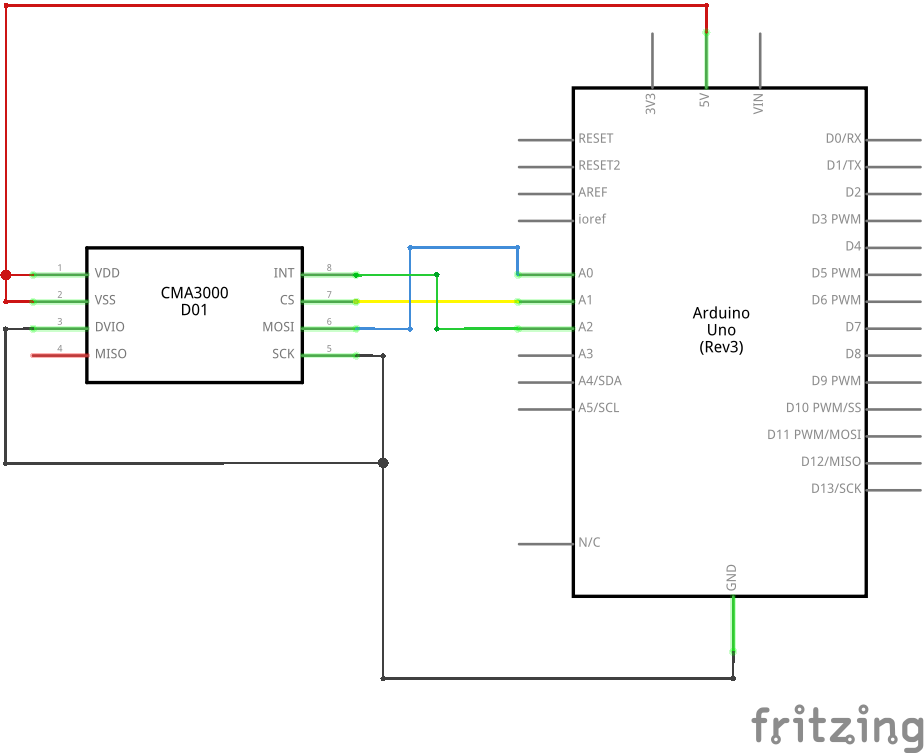 3V3
5V
VIN
RESET
D0/RX
RESET2
D1/TX
AREF
D2
ioref
D3 PWM
D4
1
VDD
INT
8
A0
D5 PWM
CMA3000
D01
2
VSS
CS
7
A1
D6 PWM
3
DVIO
MOSI
6
A2
D7
Arduino
Uno
(Rev3)
4
MISO
SCK
5
A3
D8
A4/SDA
D9 PWM
A5/SCL
D10 PWM/SS
D11 PWM/MOSI
D12/MISO
D13/SCK
N/C
GND
fritzing